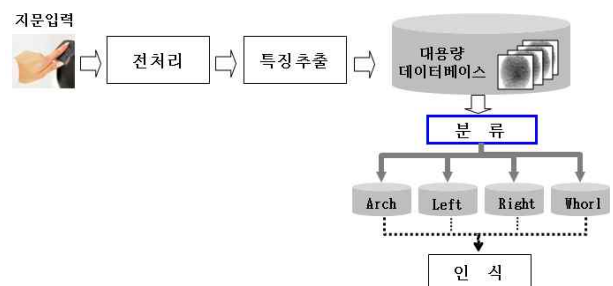 지문입력
전처리
특징추출
대용량
데이터베이스
분 류
Arch
Left
Right
Whorl
인 식